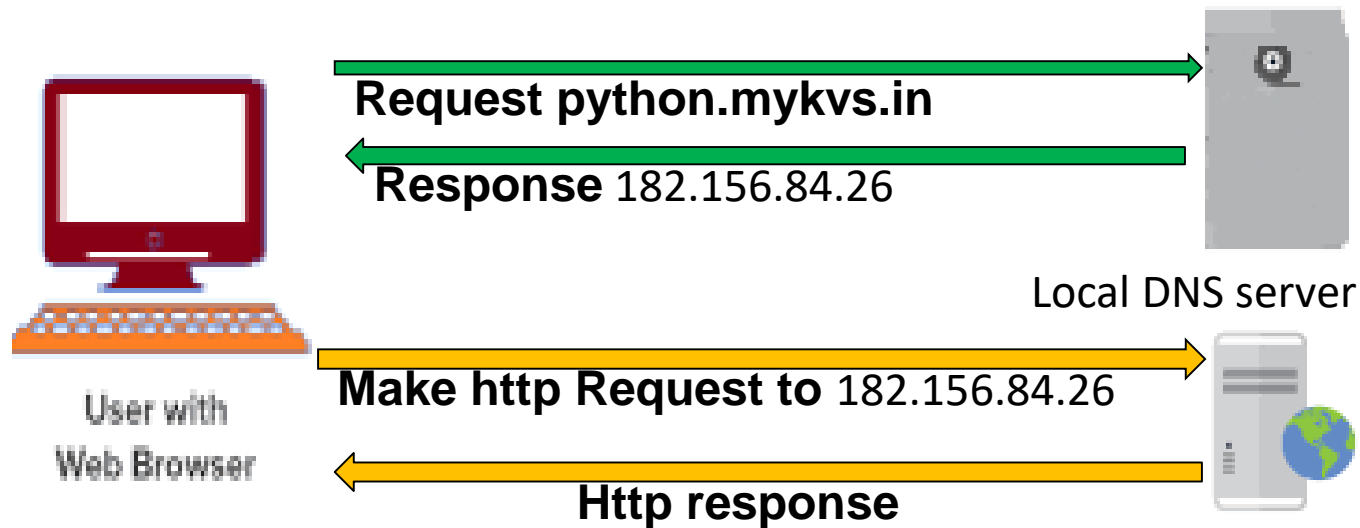 Request python.mykvs.in
Response 182.156.84.26
Local DNS server
Make http Request to 182.156.84.26
User with
Web Browser
Http response